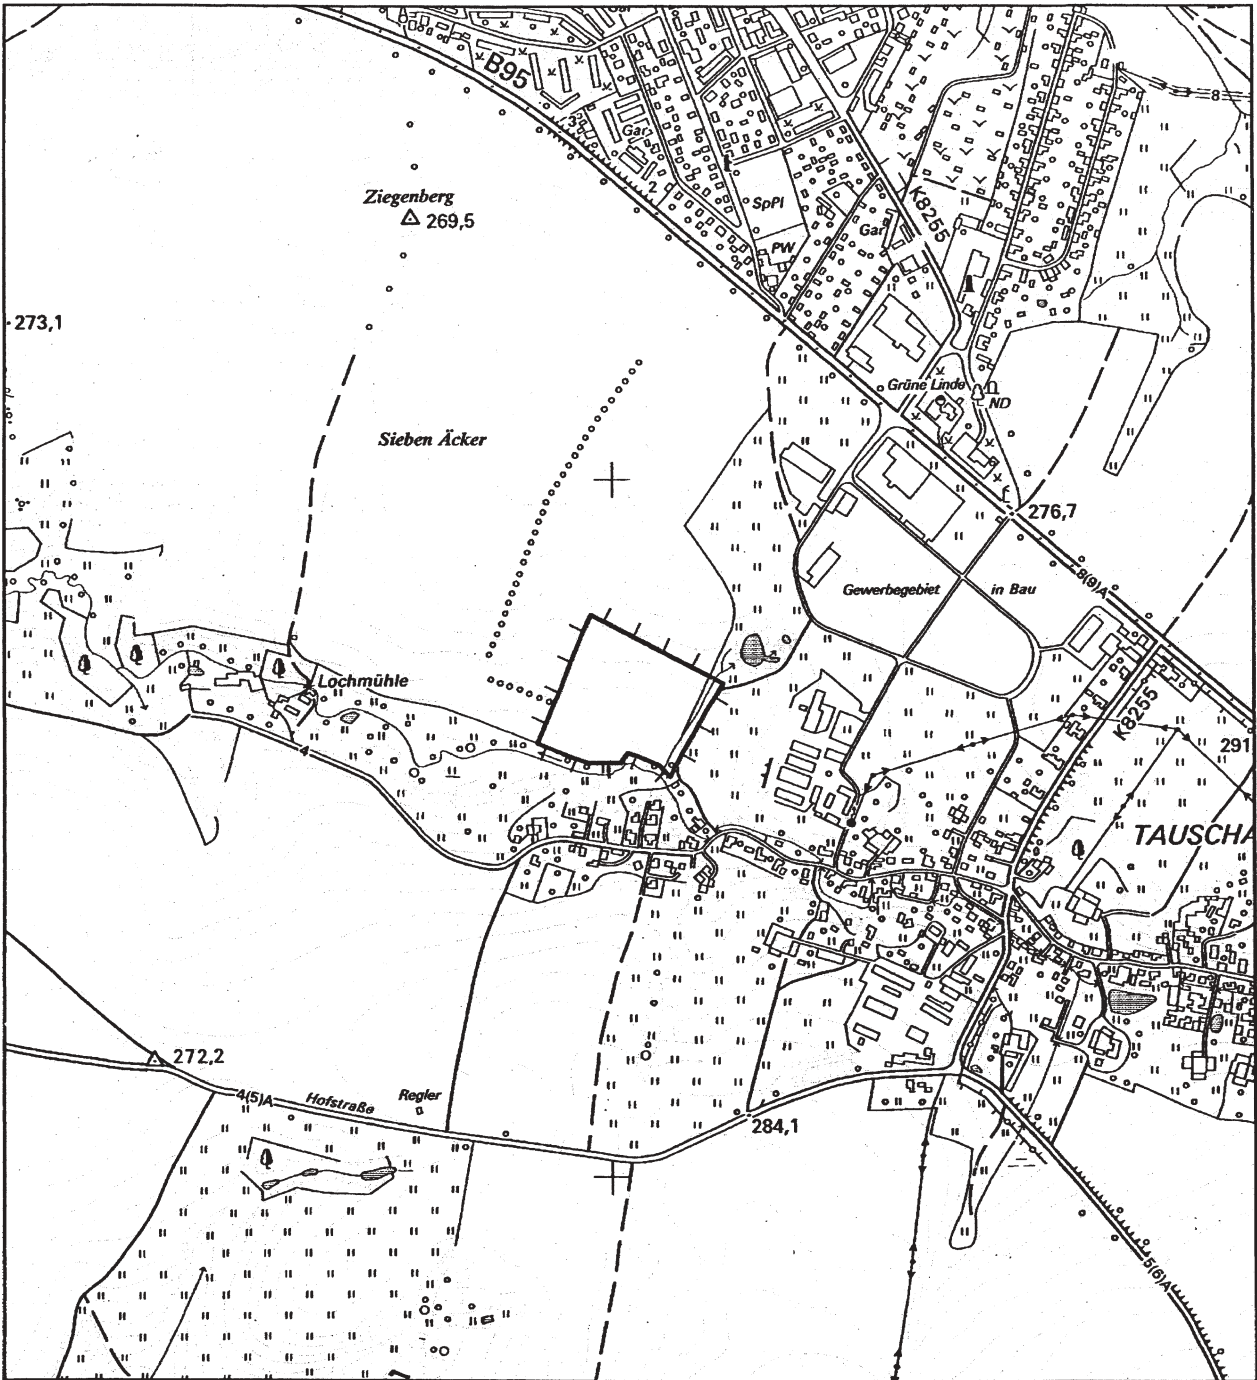 B95
3
Gar
2
Ziegenberg
269,5
SpPl
PW
Gar
K8255
8
273,1
Grüne Linde
ND
Sieben Äcker
276,7
8(9)A
Gewerbegebiet in Bau
Lochmühle
K8255
291
4
TAUSCHA
272,2
4(5)A
Hofstraße
Regler
284,1
5(6)A